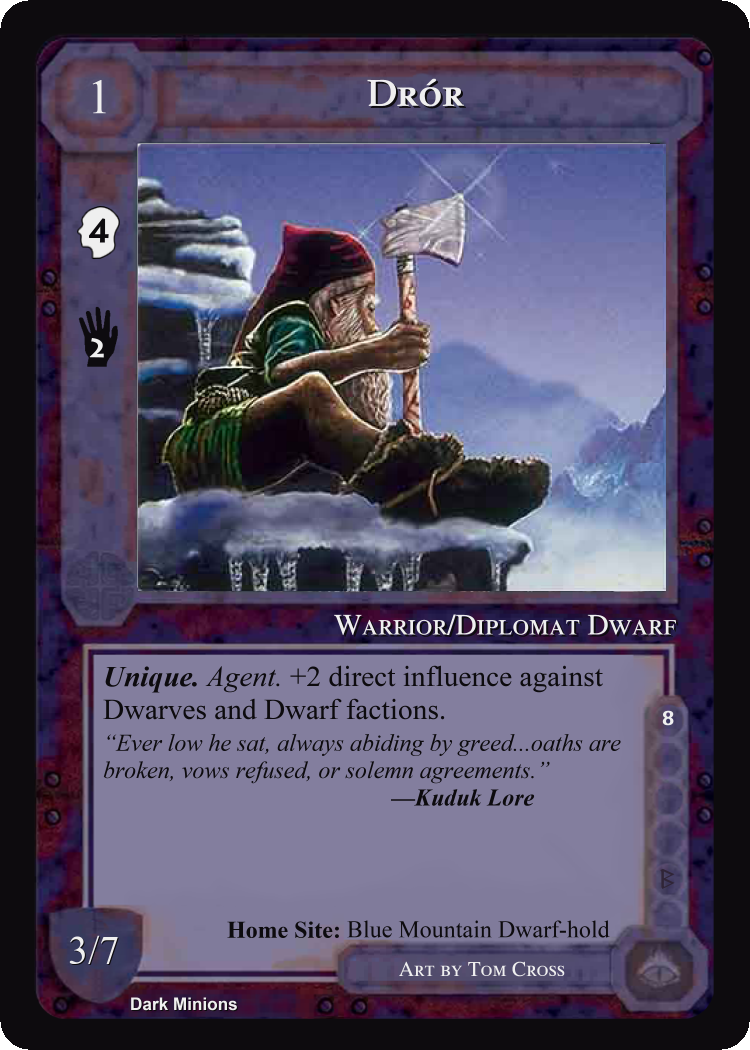 1
DRÓR
4
2
WARRIOR/DIPLOMAT DWARF
Unique. Agent. +2 direct influence against
Dwarves and Dwarf factions.
“Ever low he sat, always abiding by greed...oaths are
broken, vows refused, or solemn agreements.”
—Kuduk Lore
8
Home Site: Blue Mountain Dwarf-hold
3/7
ART BY TOM CROSS
Dark Minions